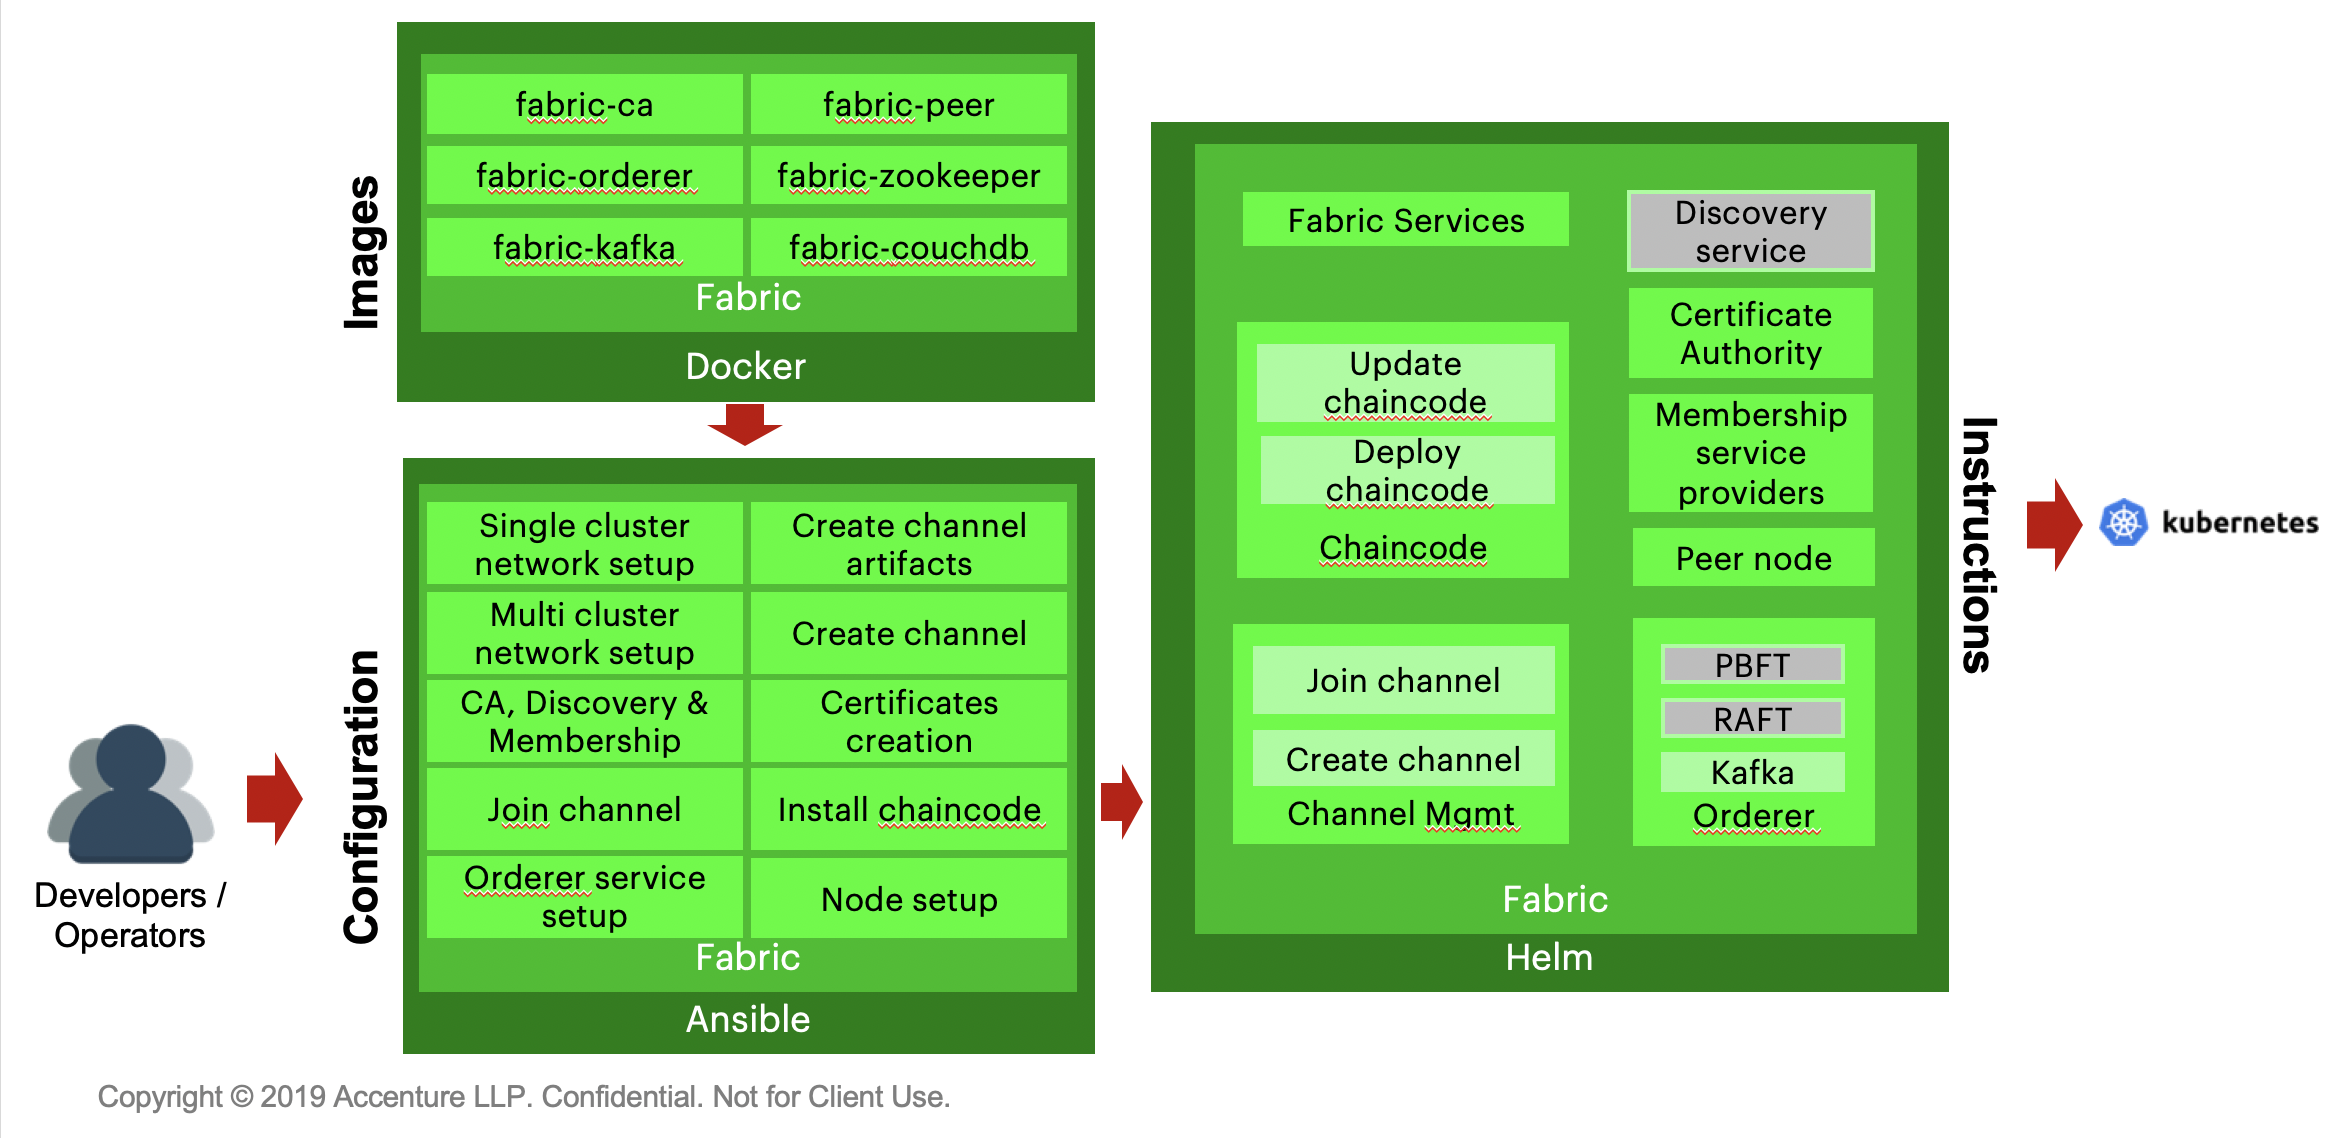 Images
fabric-ca
fabric-peer
fabric-orderer
fabric-zookeeper
fabric-kafka
fabric-couchdb
Fabric
Docker
Developers /
Operators
Configuration
Single cluster
network setup
Create channel
artifacts
Multi cluster
network setup
Create channel
CA, Discovery &
Membership
Certificates
creation
Join channel
Install chaincode
Orderer service
setup
Node setup
Fabric
Ansible
Fabric Services
Update
chaincode
Deploy
chaincode
Chaincode
Join channel
Create channel
Channel Mgmt
Discovery
service
Certificate
Authority
Membership
service
providers
Peer node
PBFT
RAFT
Kafka
Orderer
Fabric
Helm
Instructions
kubernetes
Copyright © 2019 Accenture LLP. Confidential. Not for Client Use.